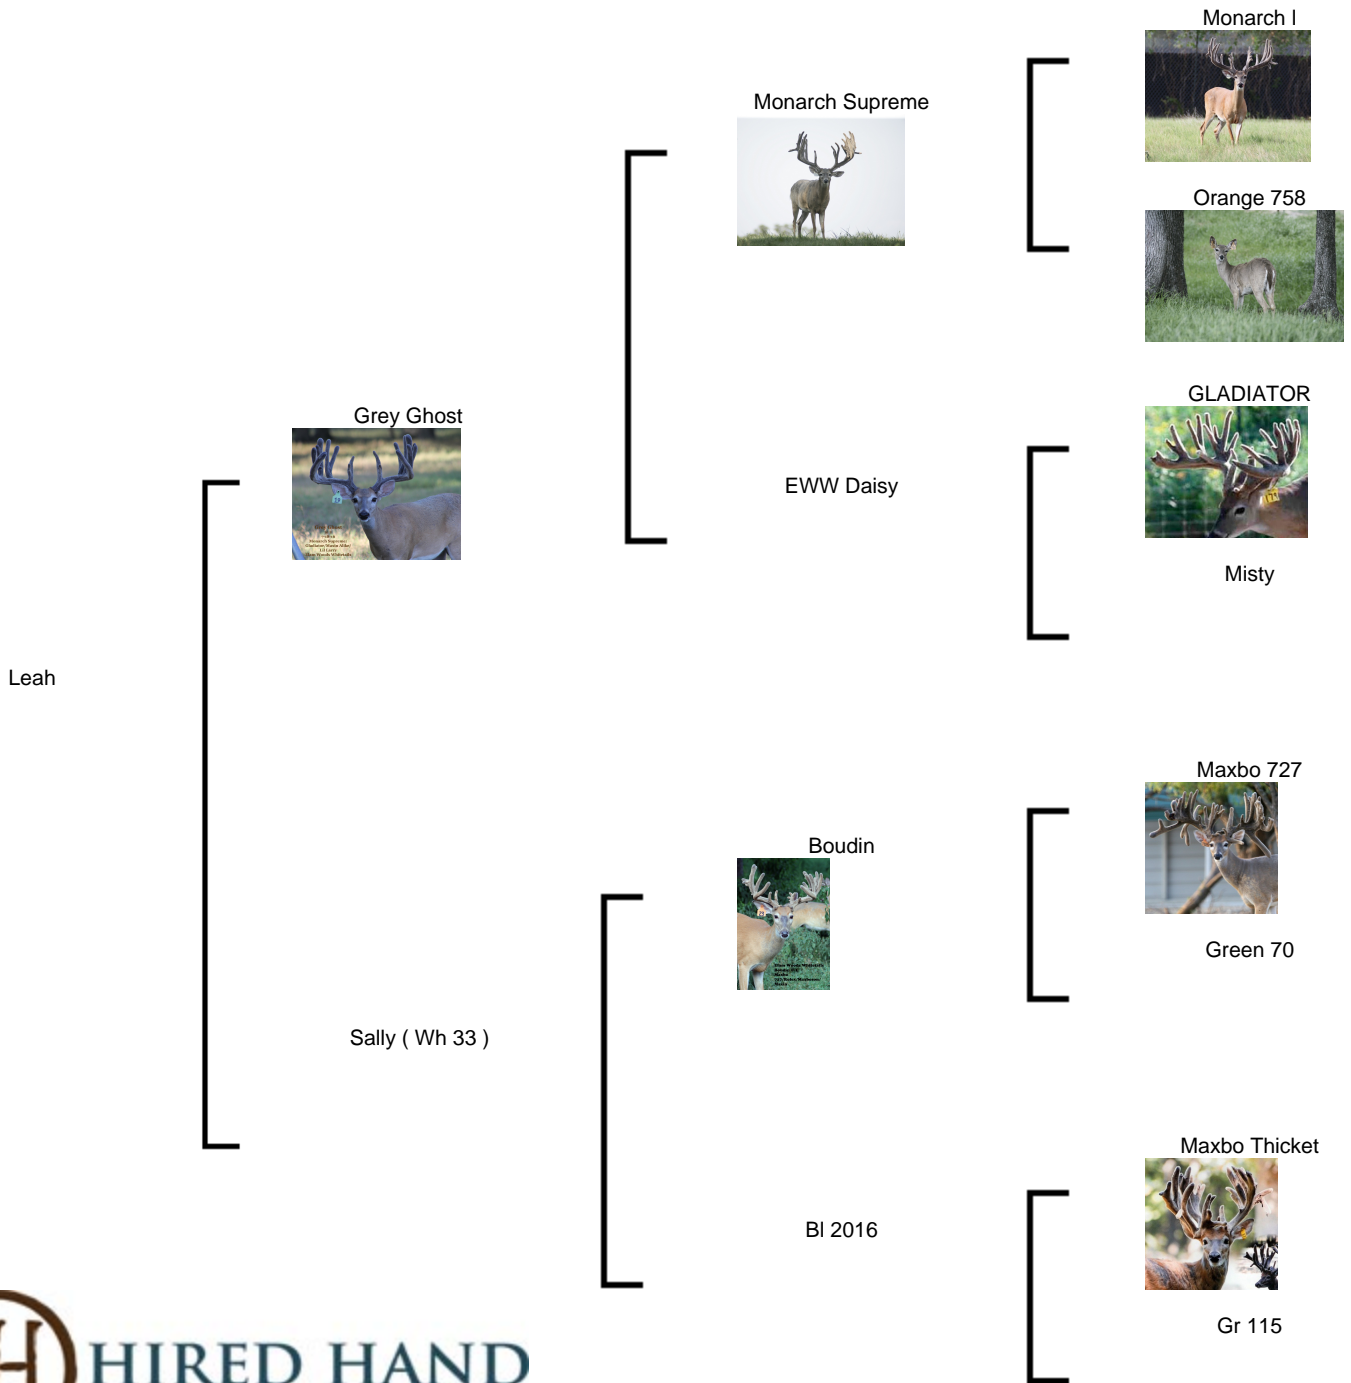 Monarch I
Monarch Supreme
Orange 758
GLADIATOR
Grey Ghost
EWW Daisy
Misty
Leah
Maxbo 727
Boudin
Green 70
Sally ( Wh 33 )
Maxbo Thicket
Bl 2016
Gr 115
HIRED HAND